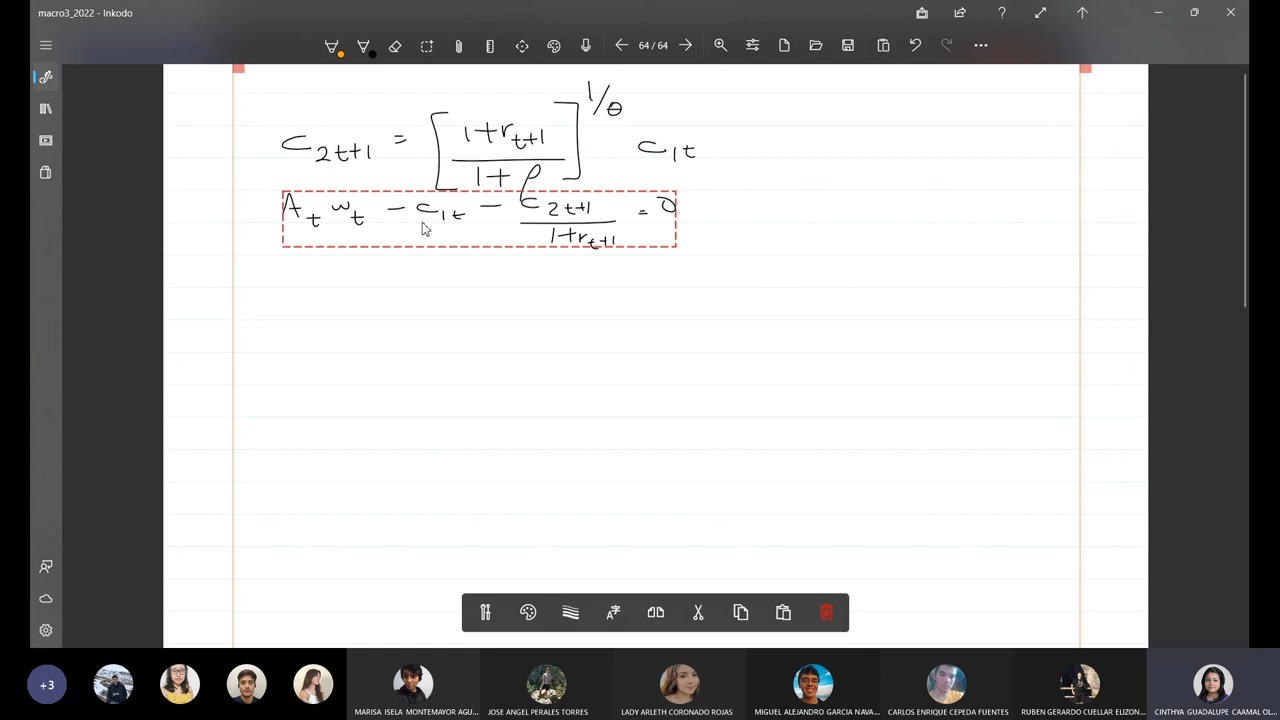 macro3_2022 - Inkodo
64 / 64
C_{2t+1} = [ (1+r_{t+1}) / (1+ρ) ]^{1/θ} C_{1t}
A_t w_t - C_{1t} - C_{2t+1} / (1+r_{t+1}) = 0
+3
MARISA ISELA MONTEMAYOR AGU...
JOSE ANGEL PERALES TORRES
LADY ARLETH CORONADO ROJAS
MIGUEL ALEJANDRO GARCIA NAVA...
CARLOS ENRIQUE CEPEDA FUENTES
RUBEN GERARDO CUELLAR ELIZON...
CINTHYA GUADALUPE CAAMAL OL...